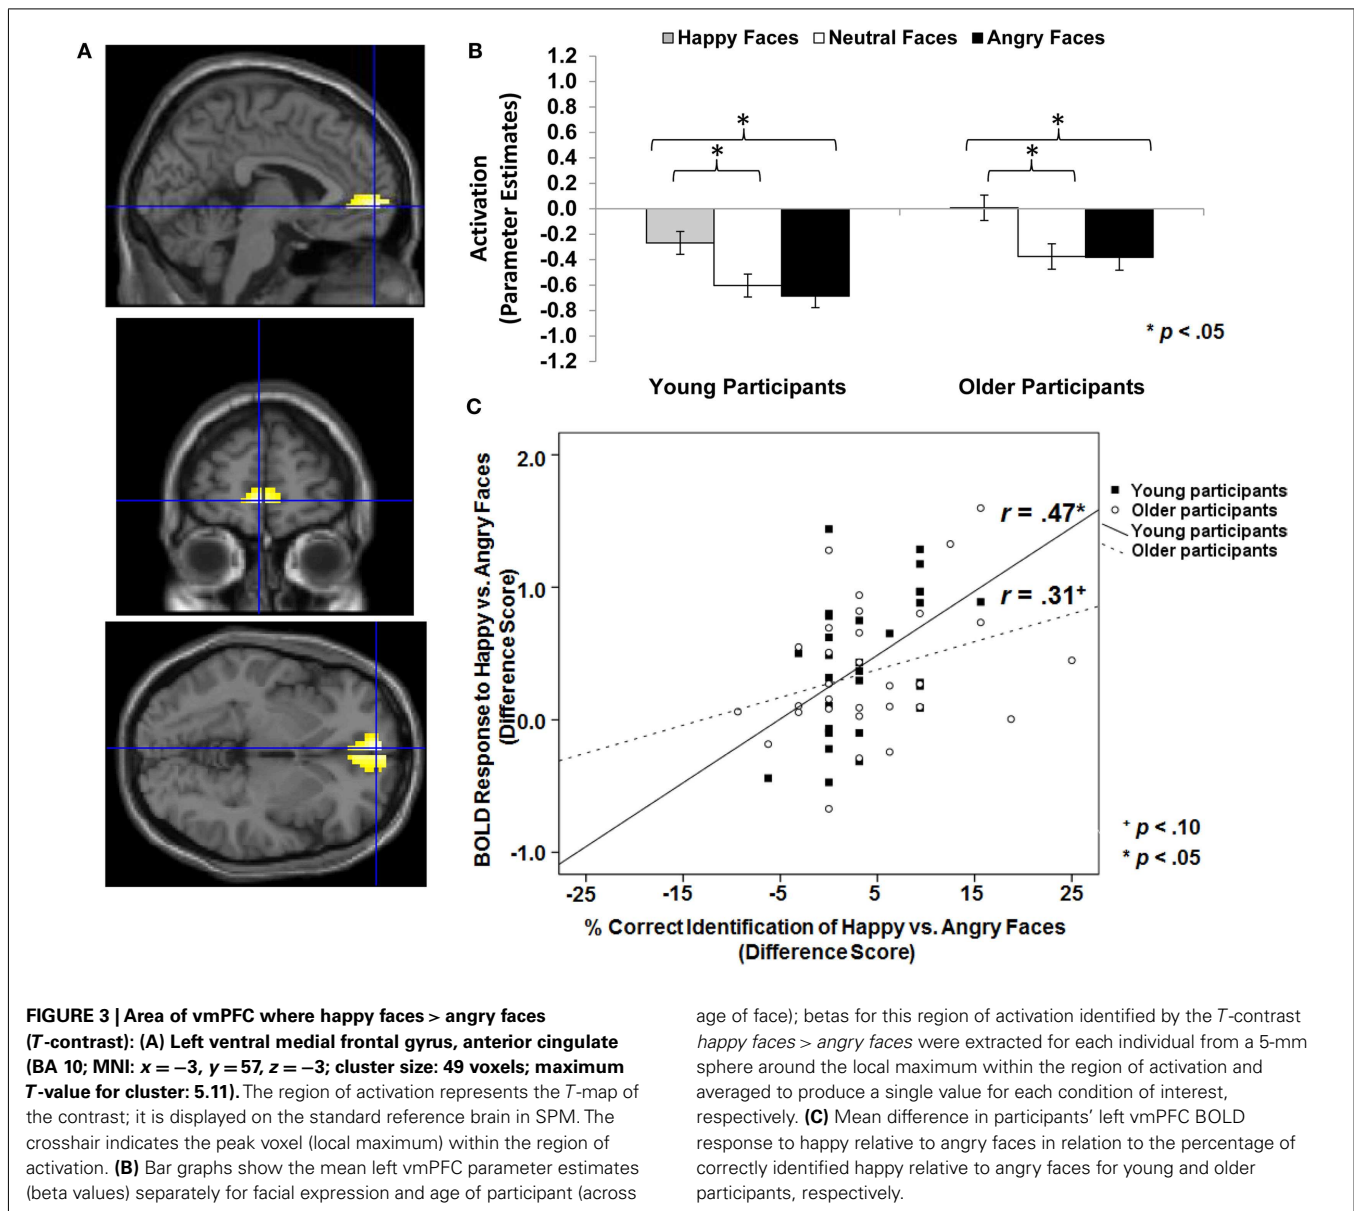 A
B
Happy Faces Neutral Faces Angry Faces
Activation
(Parameter Estimates)
1.2
1.0
0.8
0.6
0.4
0.2
0.0
-0.2
-0.4
-0.6
-0.8
-1.0
-1.2
*
*
*
*
* p < .05
Young Participants
Older Participants
C
BOLD Response to Happy vs. Angry Faces
(Difference Score)
2.0
1.0
0.0
-1.0
r = .47*
r = .31+
Young participants
Older participants
Young participants
Older participants
+ p < .10
* p < .05
-25 -15 -5 5 15 25
% Correct Identification of Happy vs. Angry Faces
(Difference Score)
FIGURE 3 | Area of vmPFC where happy faces > angry faces
(T-contrast): (A) Left ventral medial frontal gyrus, anterior cingulate
(BA 10; MNI: x = −3, y = 57, z = −3; cluster size: 49 voxels; maximum
T-value for cluster: 5.11). The region of activation represents the T-map of
the contrast; it is displayed on the standard reference brain in SPM. The
crosshair indicates the peak voxel (local maximum) within the region of
activation. (B) Bar graphs show the mean left vmPFC parameter estimates
(beta values) separately for facial expression and age of participant (across
age of face); betas for this region of activation identified by the T-contrast
happy faces > angry faces were extracted for each individual from a 5-mm
sphere around the local maximum within the region of activation and
averaged to produce a single value for each condition of interest,
respectively. (C) Mean difference in participants' left vmPFC BOLD
response to happy relative to angry faces in relation to the percentage of
correctly identified happy relative to angry faces for young and older
participants, respectively.